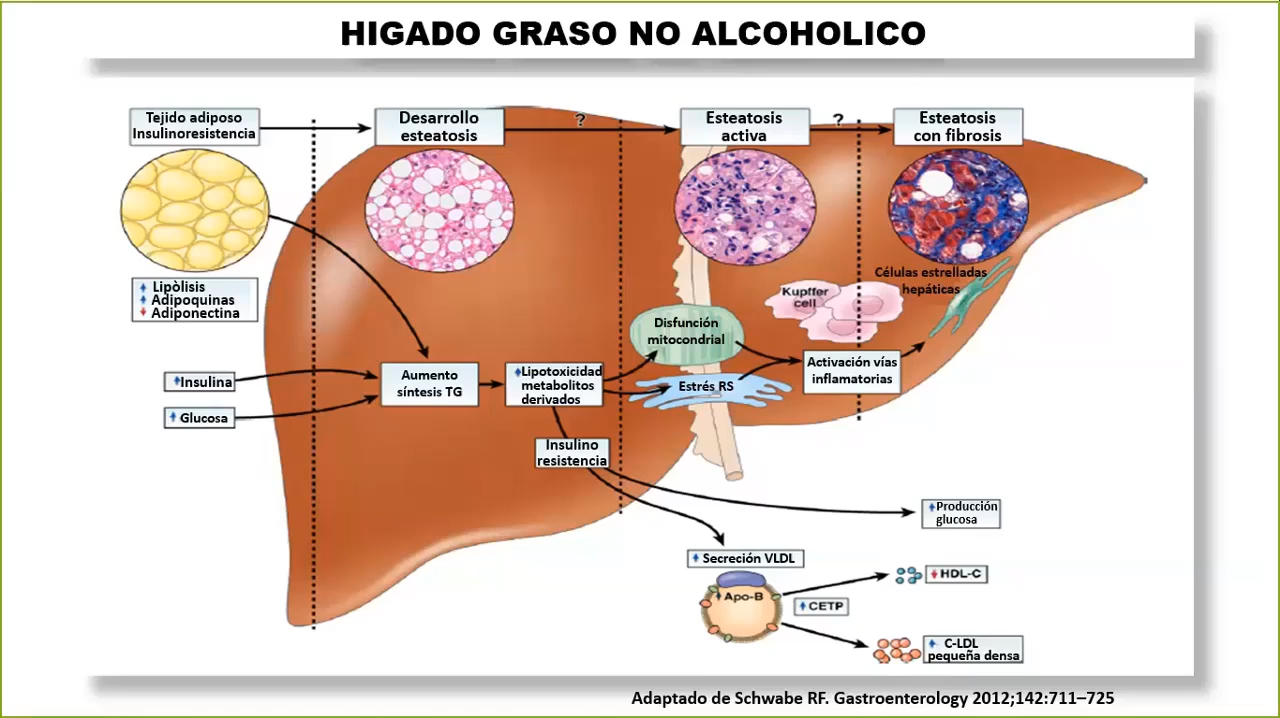 HIGADO GRASO NO ALCOHOLICO
Tejido adiposo
Insulinoresistencia
Desarrollo
esteatosis
?
Esteatosis
activa
?
Esteatosis
con fibrosis
Lipòlisis
Adipoquinas
Adiponectina
Células estrelladas
hepáticas
Kupffer
cell
Disfunción
mitocondrial
Insulina
Glucosa
Aumento
síntesis TG
Lipotoxicidad
metabolitos
derivados
Estrés RS
Activación vías
inflamatorias
Insulino
resistencia
Producción
glucosa
Secreción VLDL
Apo-B
CETP
HDL-C
C-LDL
pequeña densa
Adaptado de Schwabe RF. Gastroenterology 2012;142:711–725